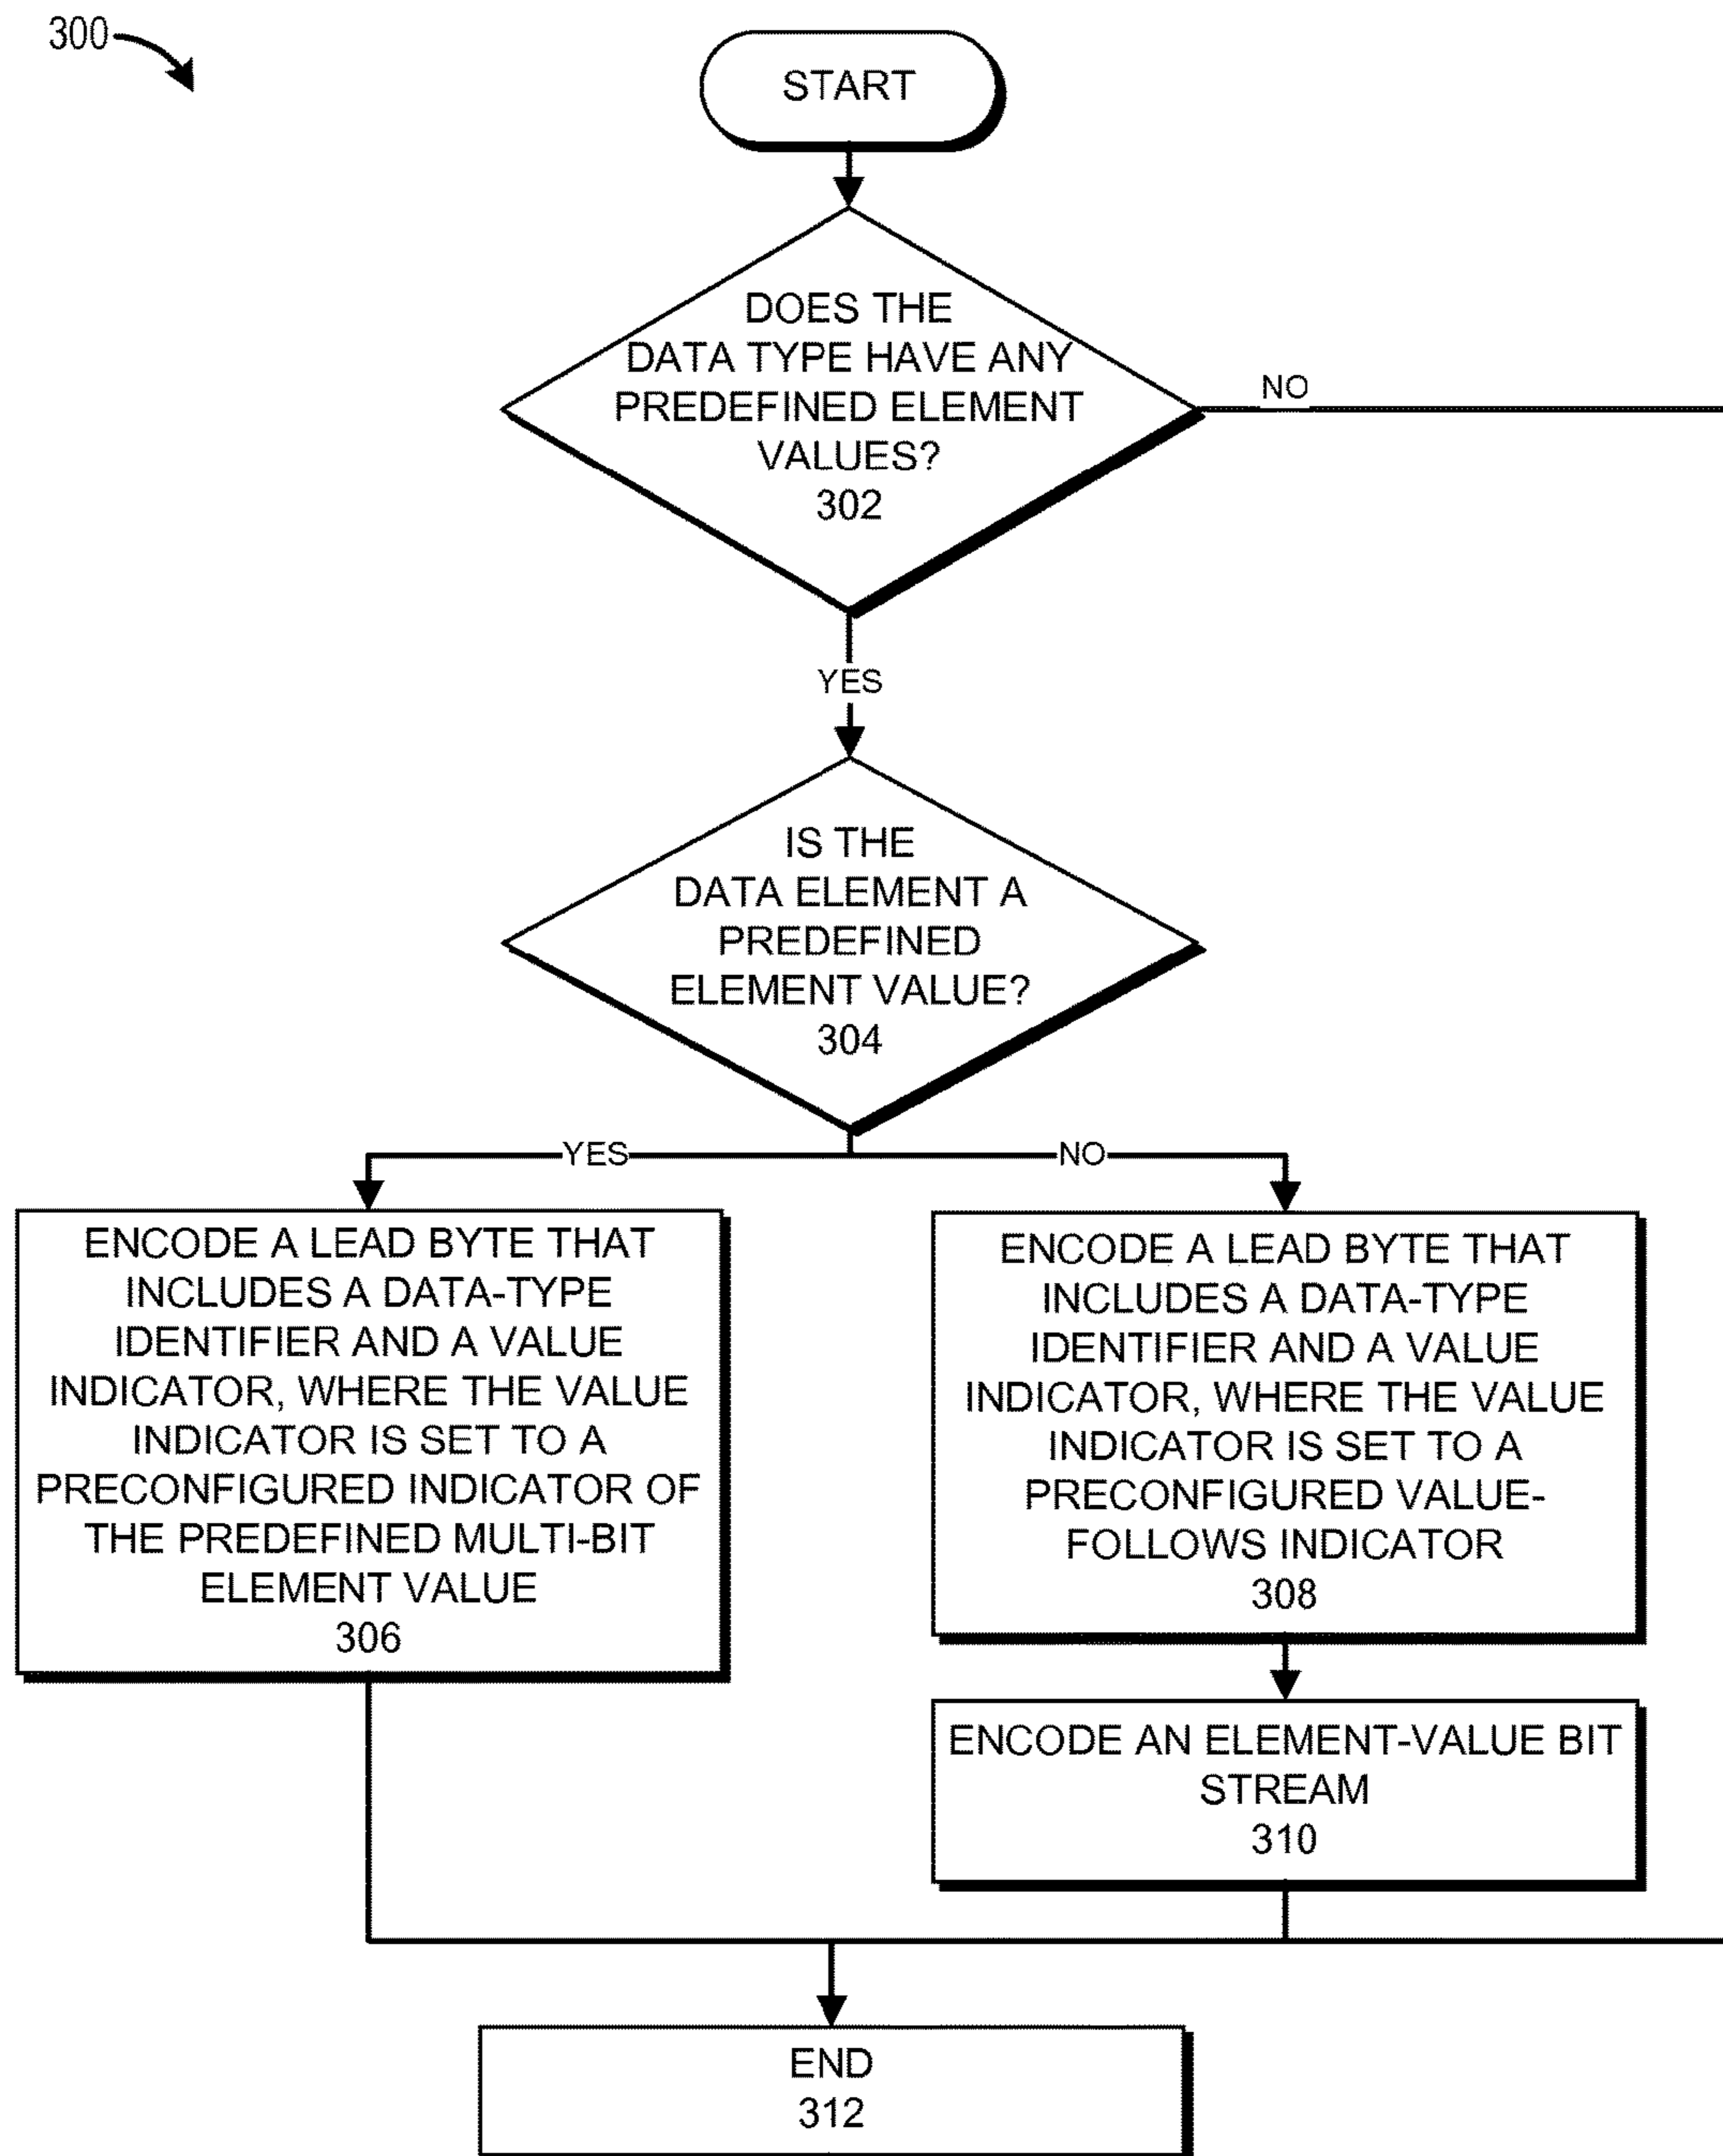 300
START
DOES THE
DATA TYPE HAVE ANY
PREDEFINED ELEMENT
VALUES?
302
NO
YES
IS THE
DATA ELEMENT A
PREDEFINED
ELEMENT VALUE?
304
YES
NO
ENCODE A LEAD BYTE THAT
INCLUDES A DATA-TYPE
IDENTIFIER AND A VALUE
INDICATOR, WHERE THE VALUE
INDICATOR IS SET TO A
PRECONFIGURED INDICATOR OF
THE PREDEFINED MULTI-BIT
ELEMENT VALUE
306
ENCODE A LEAD BYTE THAT
INCLUDES A DATA-TYPE
IDENTIFIER AND A VALUE
INDICATOR, WHERE THE VALUE
INDICATOR IS SET TO A
PRECONFIGURED VALUE-
FOLLOWS INDICATOR
308
ENCODE AN ELEMENT-VALUE BIT
STREAM
310
END
312